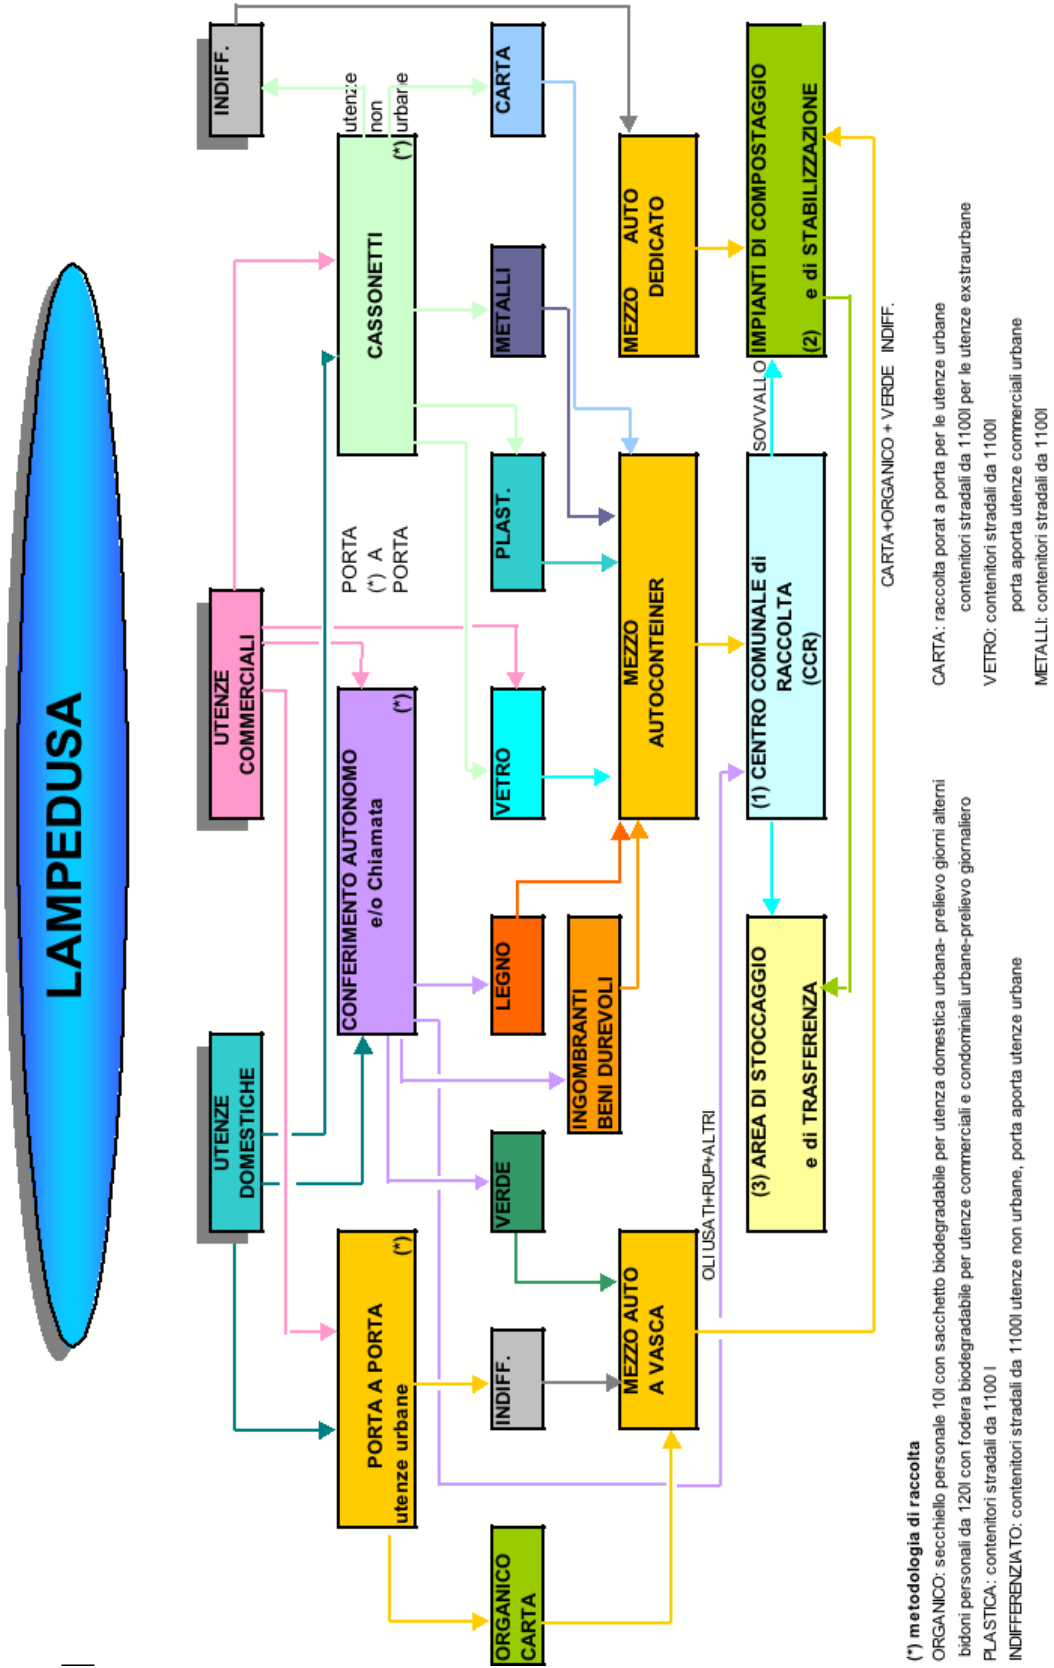 LAMPEDUSA
UTENZE
DOMESTICHE
UTENZE
COMMERCIALI
INDIFF.
PORTA A PORTA
utenze urbane
(*)
CONFERIMENTO AUTONOMO
e/o Chiamata
(*)
PORTA
(*) A
PORTA
CASSONETTI
(*)
utenze
non
urbane
ORGANICO
CARTA
INDIFF.
VERDE
LEGNO
VETRO
PLAST.
METALLI
CARTA
INGOMBRANTI
BENI DUREVOLI
MEZZO AUTO
A VASCA
MEZZO
AUTOCONTEINER
MEZZO AUTO
DEDICATO
OLI USATI+RUP+ALTRI
(3) AREA DI STOCCAGGIO
e di TRASFERENZA
(1) CENTRO COMUNALE di
RACCOLTA
(CCR)
SOVVALLO
IMPIANTI DI COMPOSTAGGIO
(2) e di STABILIZZAZIONE
CARTA+ORGANICO + VERDE INDIFF.
(*) metodologia di raccolta
ORGANICO: secchiello personale 10l con sacchetto biodegradabile per utenza domestica urbana- prelievo giorni alterni
bidoni personali da 120l con fodera biodegradabile per utenze commerciali e condominiali urbane-prelievo giornaliero
PLASTICA: contenitori stradali da 1100 l
INDIFFERENZIATO: contenitori stradali da 1100l utenze non urbane, porta aporta utenze urbane
CARTA: raccolta porat a porta per le utenze urbane
contenitori stradali da 1100l per le utenze exstraurbane
VETRO: contenitori stradali da 1100l
porta aporta utenze commerciali urbane
METALLI: contenitori stradali da 1100l